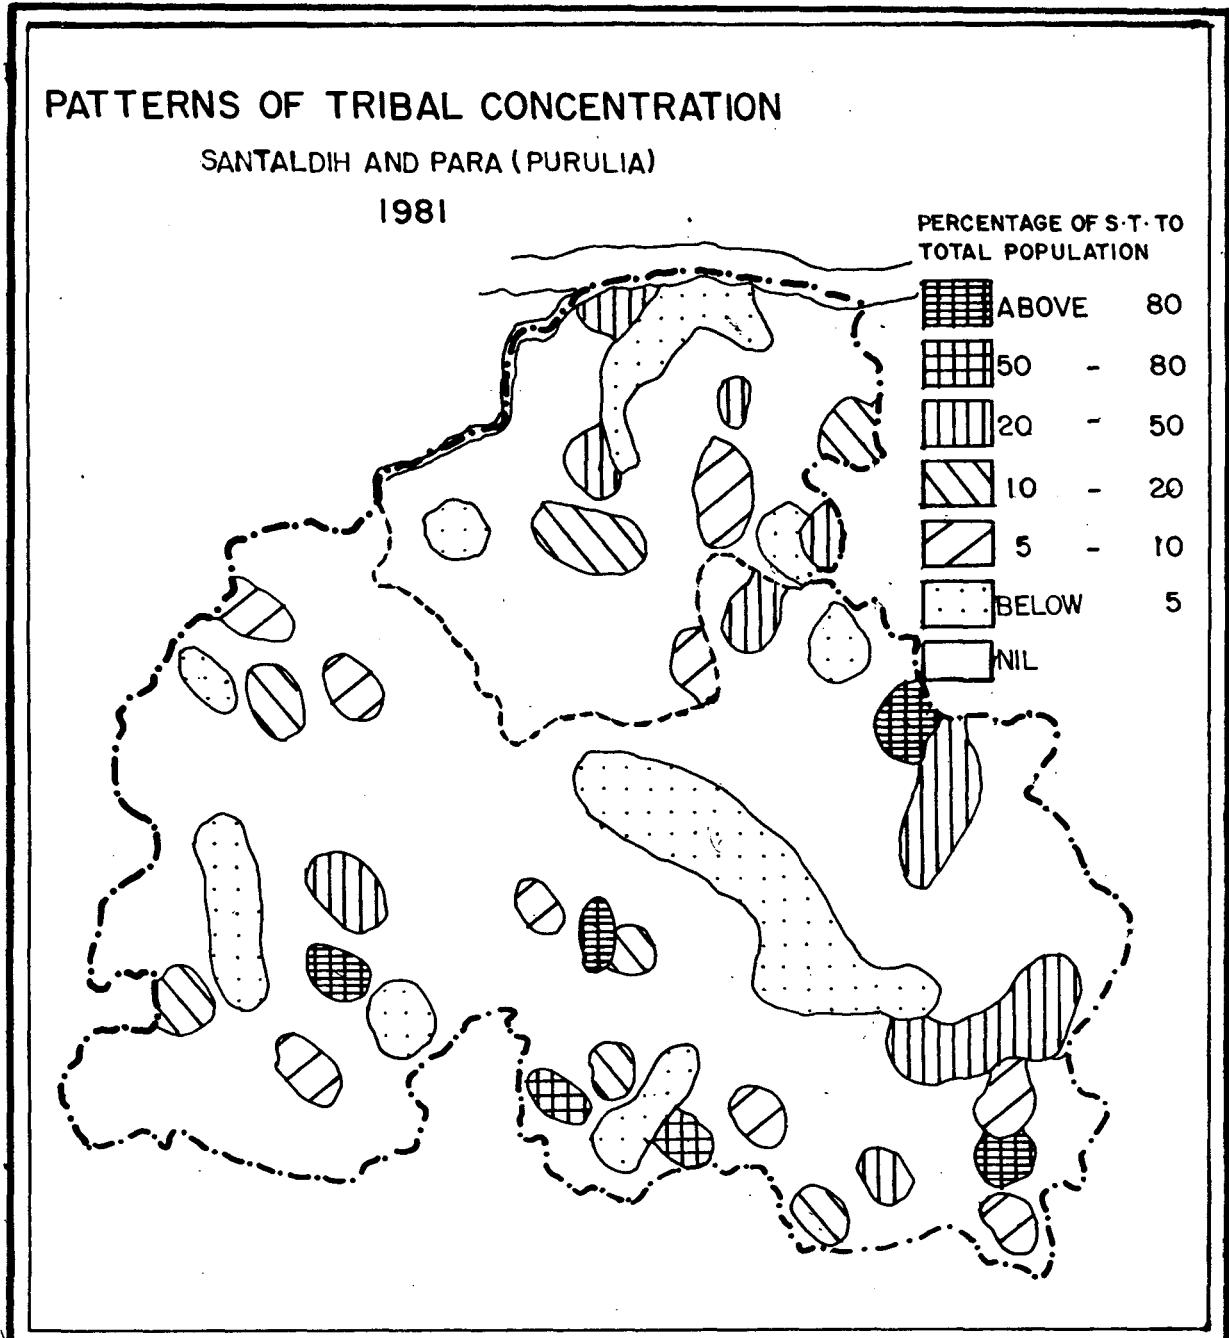 PATTERNS OF TRIBAL CONCENTRATION
SANTALDIH AND PARA (PURULIA)
1981
PERCENTAGE OF S·T· TO
TOTAL POPULATION
ABOVE 80
50 - 80
20 - 50
10 - 20
5 - 10
BELOW 5
NIL